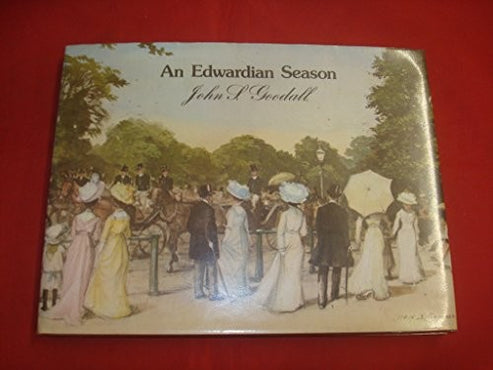 An Edwardian Season
John S. Goodall